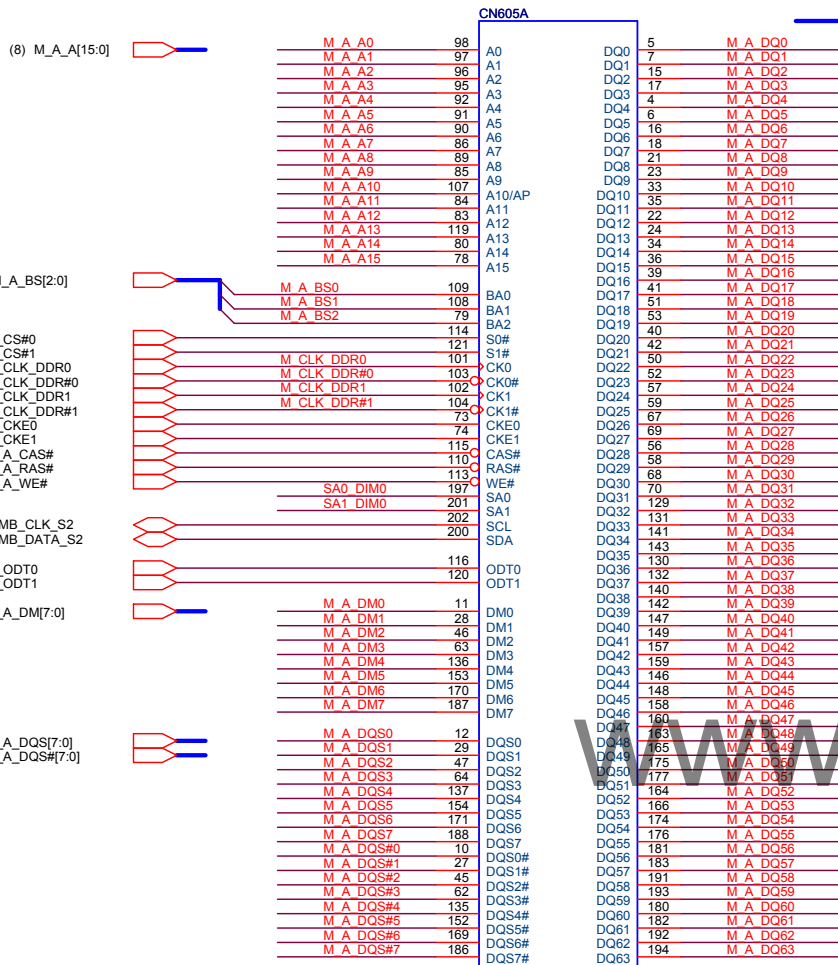 CN605A
(8) M_A_A[15:0]
_A_BS[2:0]
_CS#0
_CS#1
_CLK_DDR0
_CLK_DDR#0
_CLK_DDR1
_CLK_DDR#1
_CKE0
_CKE1
_A_CAS#
_A_RAS#
_A_WE#
MB_CLK_S2
MB_DATA_S2
_ODT0
_ODT1
_A_DM[7:0]
_A_DQS[7:0]
_A_DQS#[7:0]
M_A_A0 98 A0
M_A_A1 97 A1
M_A_A2 96 A2
M_A_A3 95 A3
M_A_A4 92 A4
M_A_A5 91 A5
M_A_A6 90 A6
M_A_A7 86 A7
M_A_A8 89 A8
M_A_A9 85 A9
M_A_A10 107 A10/AP
M_A_A11 84 A11
M_A_A12 83 A12
M_A_A13 119 A13
M_A_A14 80 A14
M_A_A15 78 A15
M_A_BS0 109 BA0
M_A_BS1 108 BA1
M_A_BS2 79 BA2
114 S0#
121 S1#
M_CLK_DDR0 101 CK0
M_CLK_DDR#0 103 CK0#
M_CLK_DDR1 102 CK1
M_CLK_DDR#1 104 CK1#
73 CKE0
74 CKE1
115 CAS#
110 RAS#
113 WE#
SA0_DIM0 197 SA0
SA1_DIM0 201 SA1
202 SCL
200 SDA
116 ODT0
120 ODT1
M_A_DM0 11 DM0
M_A_DM1 28 DM1
M_A_DM2 46 DM2
M_A_DM3 63 DM3
M_A_DM4 136 DM4
M_A_DM5 153 DM5
M_A_DM6 170 DM6
M_A_DM7 187 DM7
M_A_DQS0 12 DQS0
M_A_DQS1 29 DQS1
M_A_DQS2 47 DQS2
M_A_DQS3 64 DQS3
M_A_DQS4 137 DQS4
M_A_DQS5 154 DQS5
M_A_DQS6 171 DQS6
M_A_DQS7 188 DQS7
M_A_DQS#0 10 DQS0#
M_A_DQS#1 27 DQS1#
M_A_DQS#2 45 DQS2#
M_A_DQS#3 62 DQS3#
M_A_DQS#4 135 DQS4#
M_A_DQS#5 152 DQS5#
M_A_DQS#6 169 DQS6#
M_A_DQS#7 186 DQS7#
DQ0 5 M_A_DQ0
DQ1 7 M_A_DQ1
DQ2 15 M_A_DQ2
DQ3 17 M_A_DQ3
DQ4 4 M_A_DQ4
DQ5 6 M_A_DQ5
DQ6 16 M_A_DQ6
DQ7 18 M_A_DQ7
DQ8 21 M_A_DQ8
DQ9 23 M_A_DQ9
DQ10 33 M_A_DQ10
DQ11 35 M_A_DQ11
DQ12 22 M_A_DQ12
DQ13 24 M_A_DQ13
DQ14 34 M_A_DQ14
DQ15 36 M_A_DQ15
DQ16 39 M_A_DQ16
DQ17 41 M_A_DQ17
DQ18 51 M_A_DQ18
DQ19 53 M_A_DQ19
DQ20 40 M_A_DQ20
DQ21 42 M_A_DQ21
DQ22 50 M_A_DQ22
DQ23 52 M_A_DQ23
DQ24 57 M_A_DQ24
DQ25 59 M_A_DQ25
DQ26 67 M_A_DQ26
DQ27 69 M_A_DQ27
DQ28 56 M_A_DQ28
DQ29 58 M_A_DQ29
DQ30 68 M_A_DQ30
DQ31 70 M_A_DQ31
DQ32 129 M_A_DQ32
DQ33 131 M_A_DQ33
DQ34 141 M_A_DQ34
DQ35 143 M_A_DQ35
DQ36 130 M_A_DQ36
DQ37 132 M_A_DQ37
DQ38 140 M_A_DQ38
DQ39 142 M_A_DQ39
DQ40 147 M_A_DQ40
DQ41 149 M_A_DQ41
DQ42 157 M_A_DQ42
DQ43 159 M_A_DQ43
DQ44 146 M_A_DQ44
DQ45 148 M_A_DQ45
DQ46 158 M_A_DQ46
DQ47 160 M_A_DQ47
DQ48 163 M_A_DQ48
DQ49 165 M_A_DQ49
DQ50 175 M_A_DQ50
DQ51 177 M_A_DQ51
DQ52 164 M_A_DQ52
DQ53 166 M_A_DQ53
DQ54 174 M_A_DQ54
DQ55 176 M_A_DQ55
DQ56 181 M_A_DQ56
DQ57 183 M_A_DQ57
DQ58 191 M_A_DQ58
DQ59 193 M_A_DQ59
DQ60 180 M_A_DQ60
DQ61 182 M_A_DQ61
DQ62 192 M_A_DQ62
DQ63 194 M_A_DQ63
www